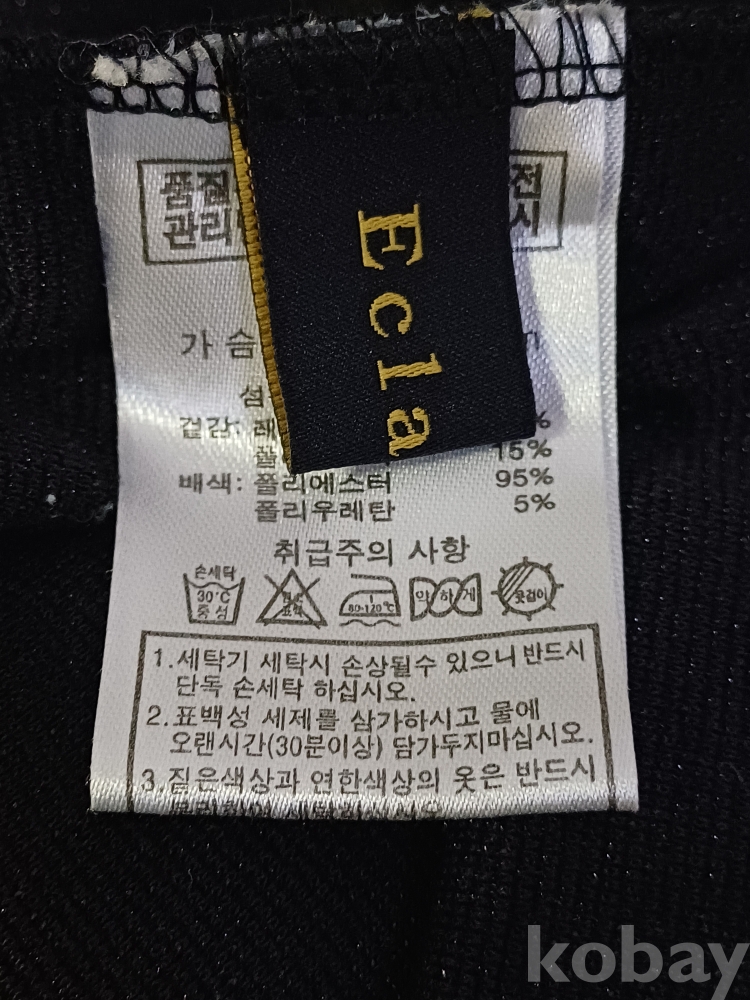 Ecla
품질
관리
전
시
가 슴
섬
겉감: 래
폴
15%
배색: 폴리에스터 95%
폴리우레탄 5%
취급주의 사항
손세탁
30°C
중성
80-120°C
약하게
옷걸이
1.세탁기 세탁시 손상될수 있으니 반드시
단독 손세탁 하십시오.
2.표백성 세제를 삼가하시고 물에
오랜시간(30분이상) 담가두지마십시오.
3.짙은색상과 연한색상의 옷은 반드시
kobay